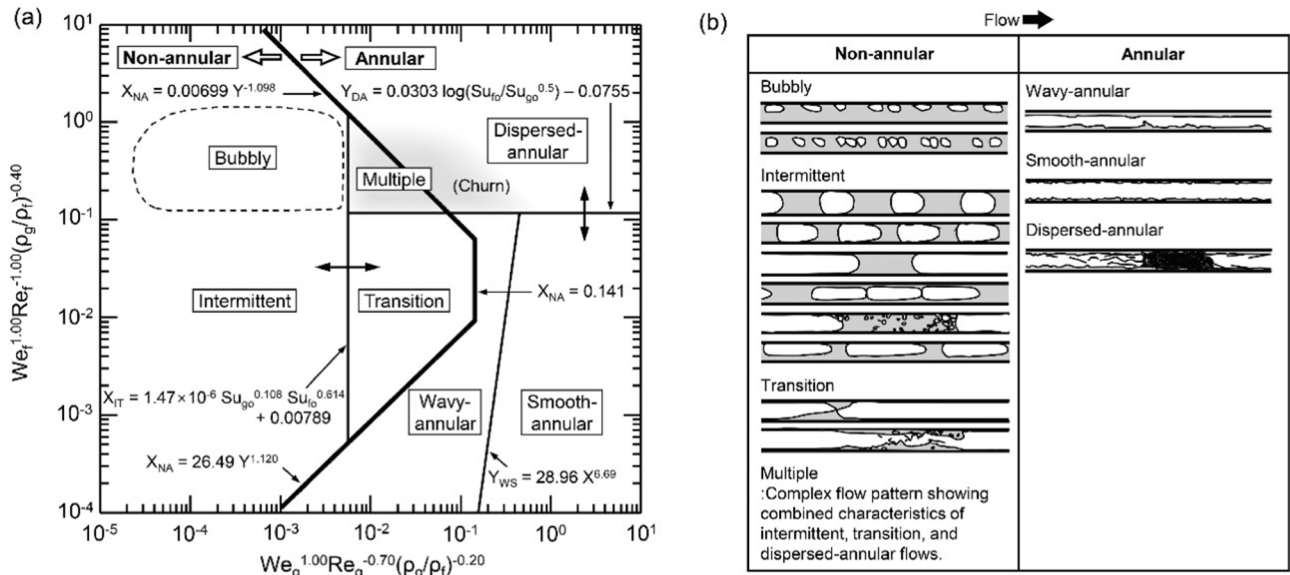 (a)
10^1
Non-annular
Annular
X_NA = 0.00699 Y^-1.098
Y_DA = 0.0303 log(Su_fo/Su_go^0.5) – 0.0755
10^0
Dispersed-
annular
Bubbly
Multiple
(Churn)
10^-1
Intermittent
Transition
X_NA = 0.141
10^-2
X_IT = 1.47×10^-6 Su_go^0.108 Su_fo^0.614
+ 0.00789
Wavy-
annular
Smooth-
annular
10^-3
X_NA = 26.49 Y^1.120
Y_WS = 28.96 X^6.69
10^-4
10^-5
10^-4
10^-3
10^-2
10^-1
10^0
10^1
We_f^1.00Re_f^-1.00(ρ_g/ρ_f)^-0.40
We_g^1.00Re_g^-0.70(ρ_g/ρ_f)^-0.20
(b)
Flow
Non-annular
Annular
Bubbly
Intermittent
Transition
Multiple
:Complex flow pattern showing
combined characteristics of
intermittent, transition, and
dispersed-annular flows.
Wavy-annular
Smooth-annular
Dispersed-annular